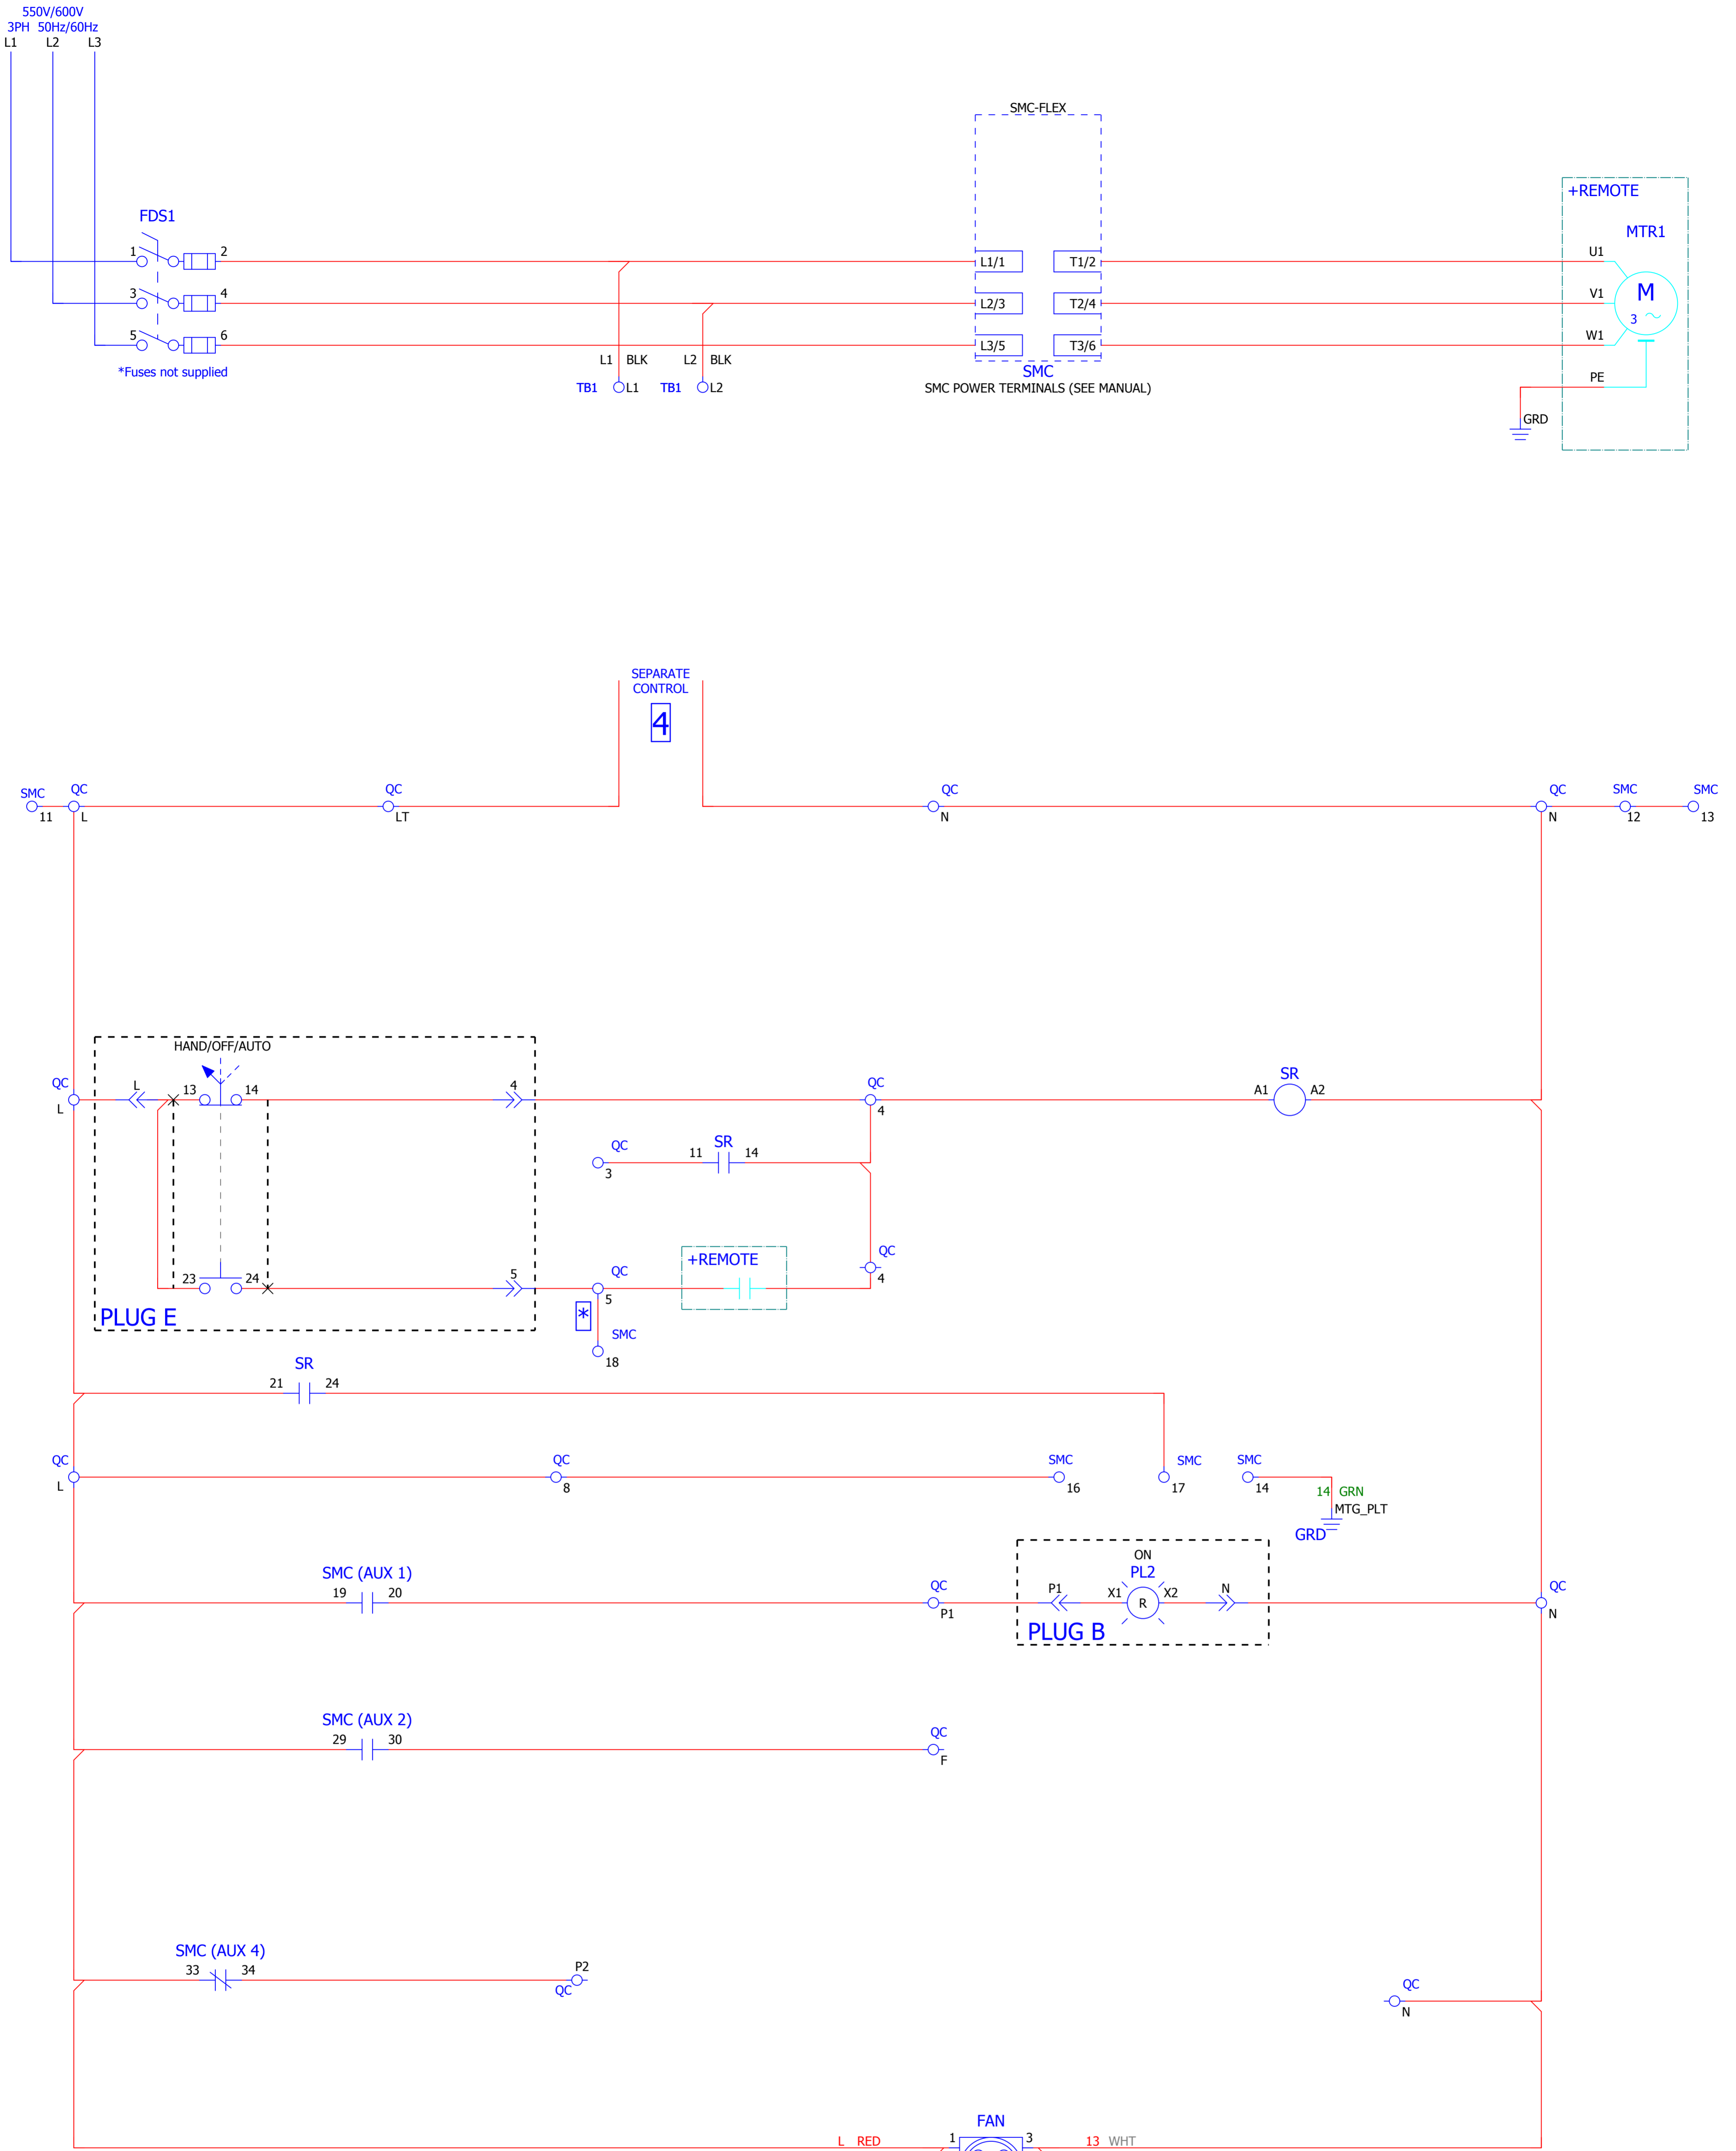 550V/600V
3PH 50Hz/60Hz
L1 L2 L3
SMC-FLEX
+REMOTE
MTR1
FDS1
1 2
3 4
5 6
*Fuses not supplied
L1/1 T1/2
L2/3 T2/4
L3/5 T3/6
U1
V1
W1
PE
M
3
GRD
L1 BLK
L2 BLK
TB1 L1
TB1 L2
SMC
SMC POWER TERMINALS (SEE MANUAL)
SEPARATE
CONTROL
4
SMC QC QC QC QC SMC SMC
11 L LT N N 12 13
HAND/OFF/AUTO
QC
L
L
13 14
4
QC
4
SR
A1 A2
QC
3
SR
11 14
+REMOTE
QC
4
23 24
5
QC
5
PLUG E
*
SMC
18
SR
21 24
QC QC SMC SMC SMC
L 8 16 17 14
14 GRN
MTG_PLT
GRD
SMC (AUX 1)
19 20
QC
P1
ON
PL2
P1 X1 R X2 N
PLUG B
QC
N
SMC (AUX 2)
29 30
QC
F
SMC (AUX 4)
33 34
P2
QC
QC
N
FAN
L RED 1 3 13 WHT